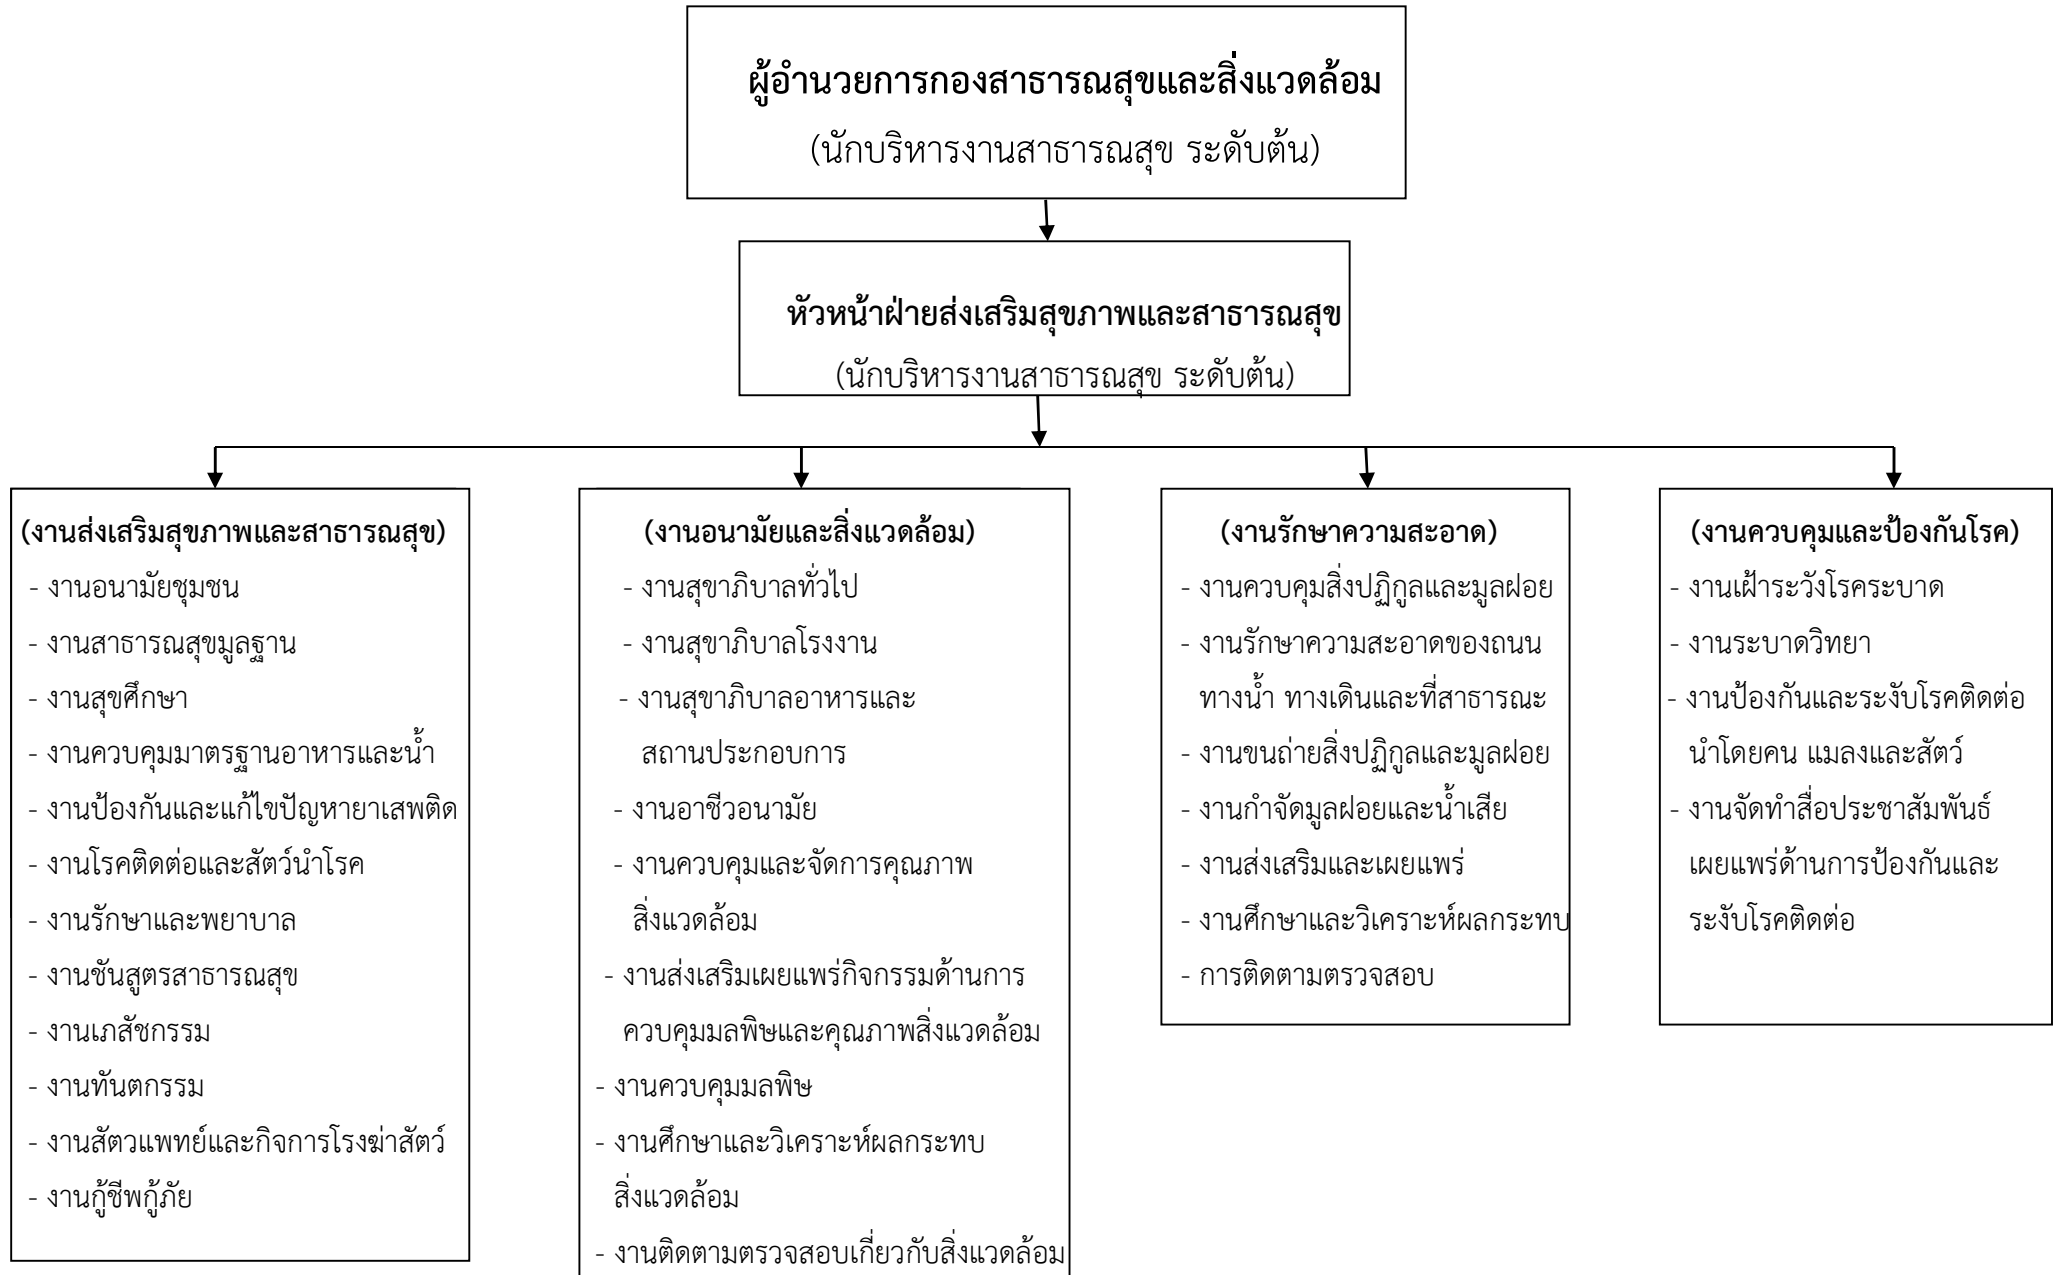 ผู้อำนวยการกองสาธารณสุขและสิ่งแวดล้อม
(นักบริหารงานสาธารณสุข ระดับต้น)
หัวหน้าฝ่ายส่งเสริมสุขภาพและสาธารณสุข
(นักบริหารงานสาธารณสุข ระดับต้น)
(งานส่งเสริมสุขภาพและสาธารณสุข)
- งานอนามัยชุมชน
- งานสาธารณสุขมูลฐาน
- งานสุขศึกษา
- งานควบคุมมาตรฐานอาหารและน้ำ
- งานป้องกันและแก้ไขปัญหายาเสพติด
- งานโรคติดต่อและสัตว์นำโรค
- งานรักษาและพยาบาล
- งานชันสูตรสาธารณสุข
- งานเภสัชกรรม
- งานทันตกรรม
- งานสัตวแพทย์และกิจการโรงฆ่าสัตว์
- งานกู้ชีพกู้ภัย
(งานอนามัยและสิ่งแวดล้อม)
- งานสุขาภิบาลทั่วไป
- งานสุขาภิบาลโรงงาน
- งานสุขาภิบาลอาหารและ
สถานประกอบการ
- งานอาชีวอนามัย
- งานควบคุมและจัดการคุณภาพ
สิ่งแวดล้อม
- งานส่งเสริมเผยแพร่กิจกรรมด้านการ
ควบคุมมลพิษและคุณภาพสิ่งแวดล้อม
- งานควบคุมมลพิษ
- งานศึกษาและวิเคราะห์ผลกระทบ
สิ่งแวดล้อม
- งานติดตามตรวจสอบเกี่ยวกับสิ่งแวดล้อม
(งานรักษาความสะอาด)
- งานควบคุมสิ่งปฏิกูลและมูลฝอย
- งานรักษาความสะอาดของถนน
ทางน้ำ ทางเดินและที่สาธารณะ
- งานขนถ่ายสิ่งปฏิกูลและมูลฝอย
- งานกำจัดมูลฝอยและน้ำเสีย
- งานส่งเสริมและเผยแพร่
- งานศึกษาและวิเคราะห์ผลกระทบ
- การติดตามตรวจสอบ
(งานควบคุมและป้องกันโรค)
- งานเฝ้าระวังโรคระบาด
- งานระบาดวิทยา
- งานป้องกันและระงับโรคติดต่อ
นำโดยคน แมลงและสัตว์
- งานจัดทำสื่อประชาสัมพันธ์
เผยแพร่ด้านการป้องกันและ
ระงับโรคติดต่อ